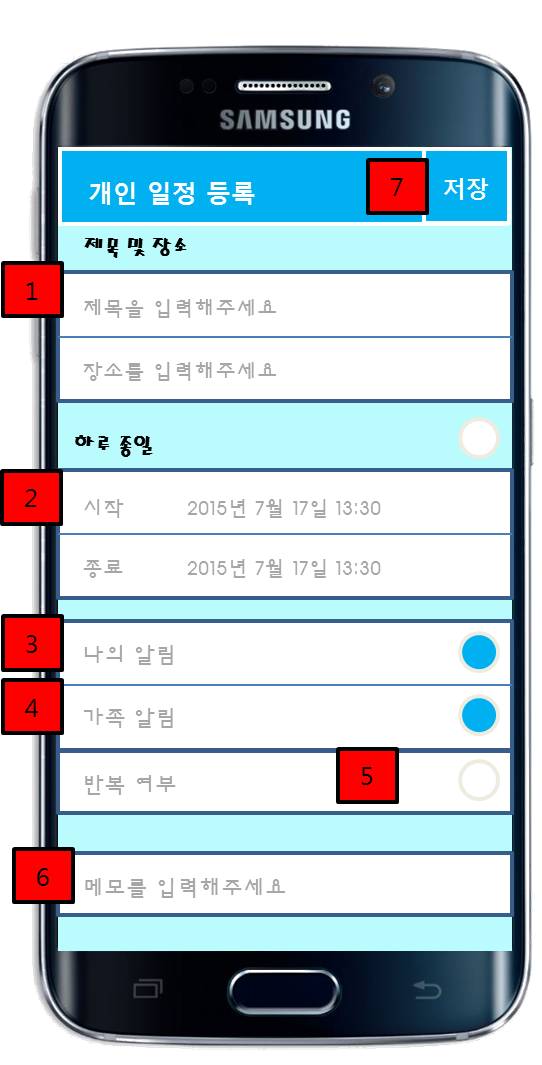 SAMSUNG
개인 일정 등록 7 저장
제목 및 장소
1
제목을 입력해주세요
장소를 입력해주세요
하루 종일
2
시작 2015년 7월 17일 13:30
종료 2015년 7월 17일 13:30
3
나의 알림
4
가족 알림
반복 여부 5
6
메모를 입력해주세요